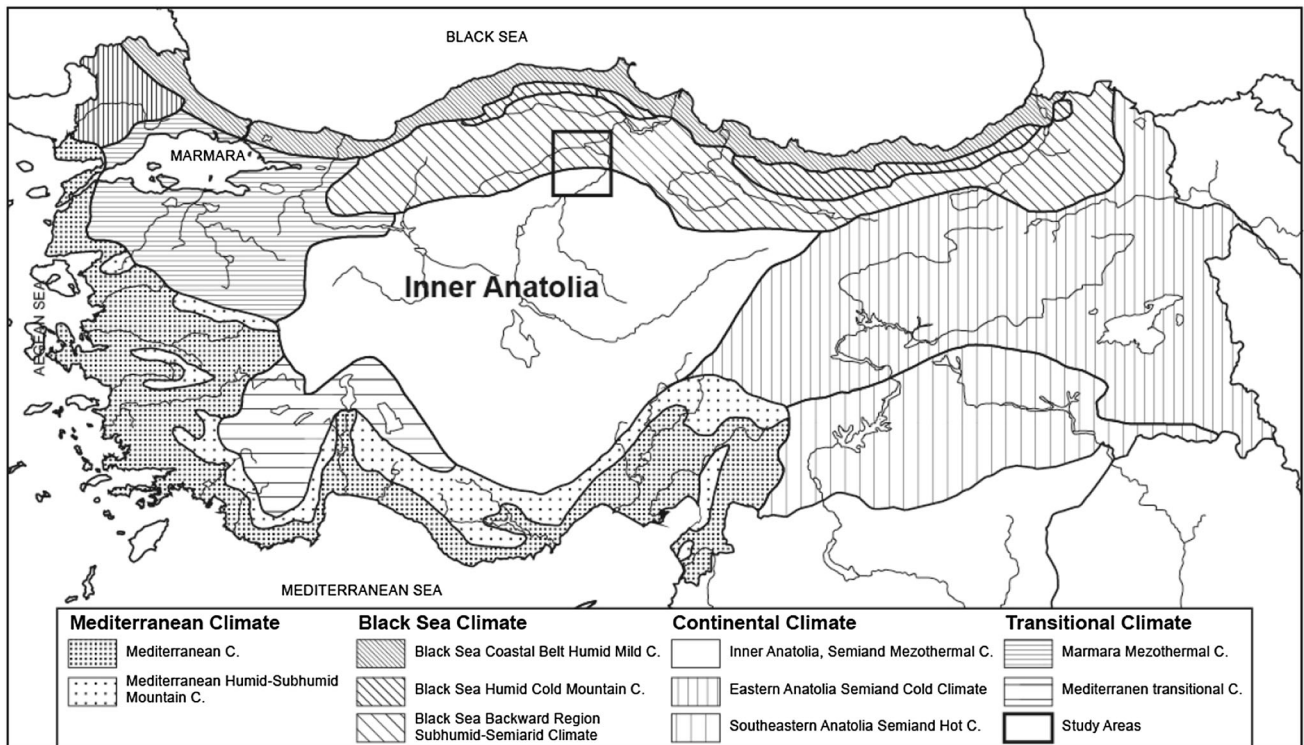 BLACK SEA
MARMARA
Inner Anatolia
AEGEAN SEA
MEDITERRANEAN SEA
Mediterranean Climate
Mediterranean C.
Mediterranean Humid-Subhumid
Mountain C.
Black Sea Climate
Black Sea Coastal Belt Humid Mild C.
Black Sea Humid Cold Mountain C.
Black Sea Backward Region
Subhumid-Semiarid Climate
Continental Climate
Inner Anatolia, Semiand Mezothermal C.
Eastern Anatolia Semiand Cold Climate
Southeastern Anatolia Semiand Hot C.
Transitional Climate
Marmara Mezothermal C.
Mediterranen transitional C.
Study Areas